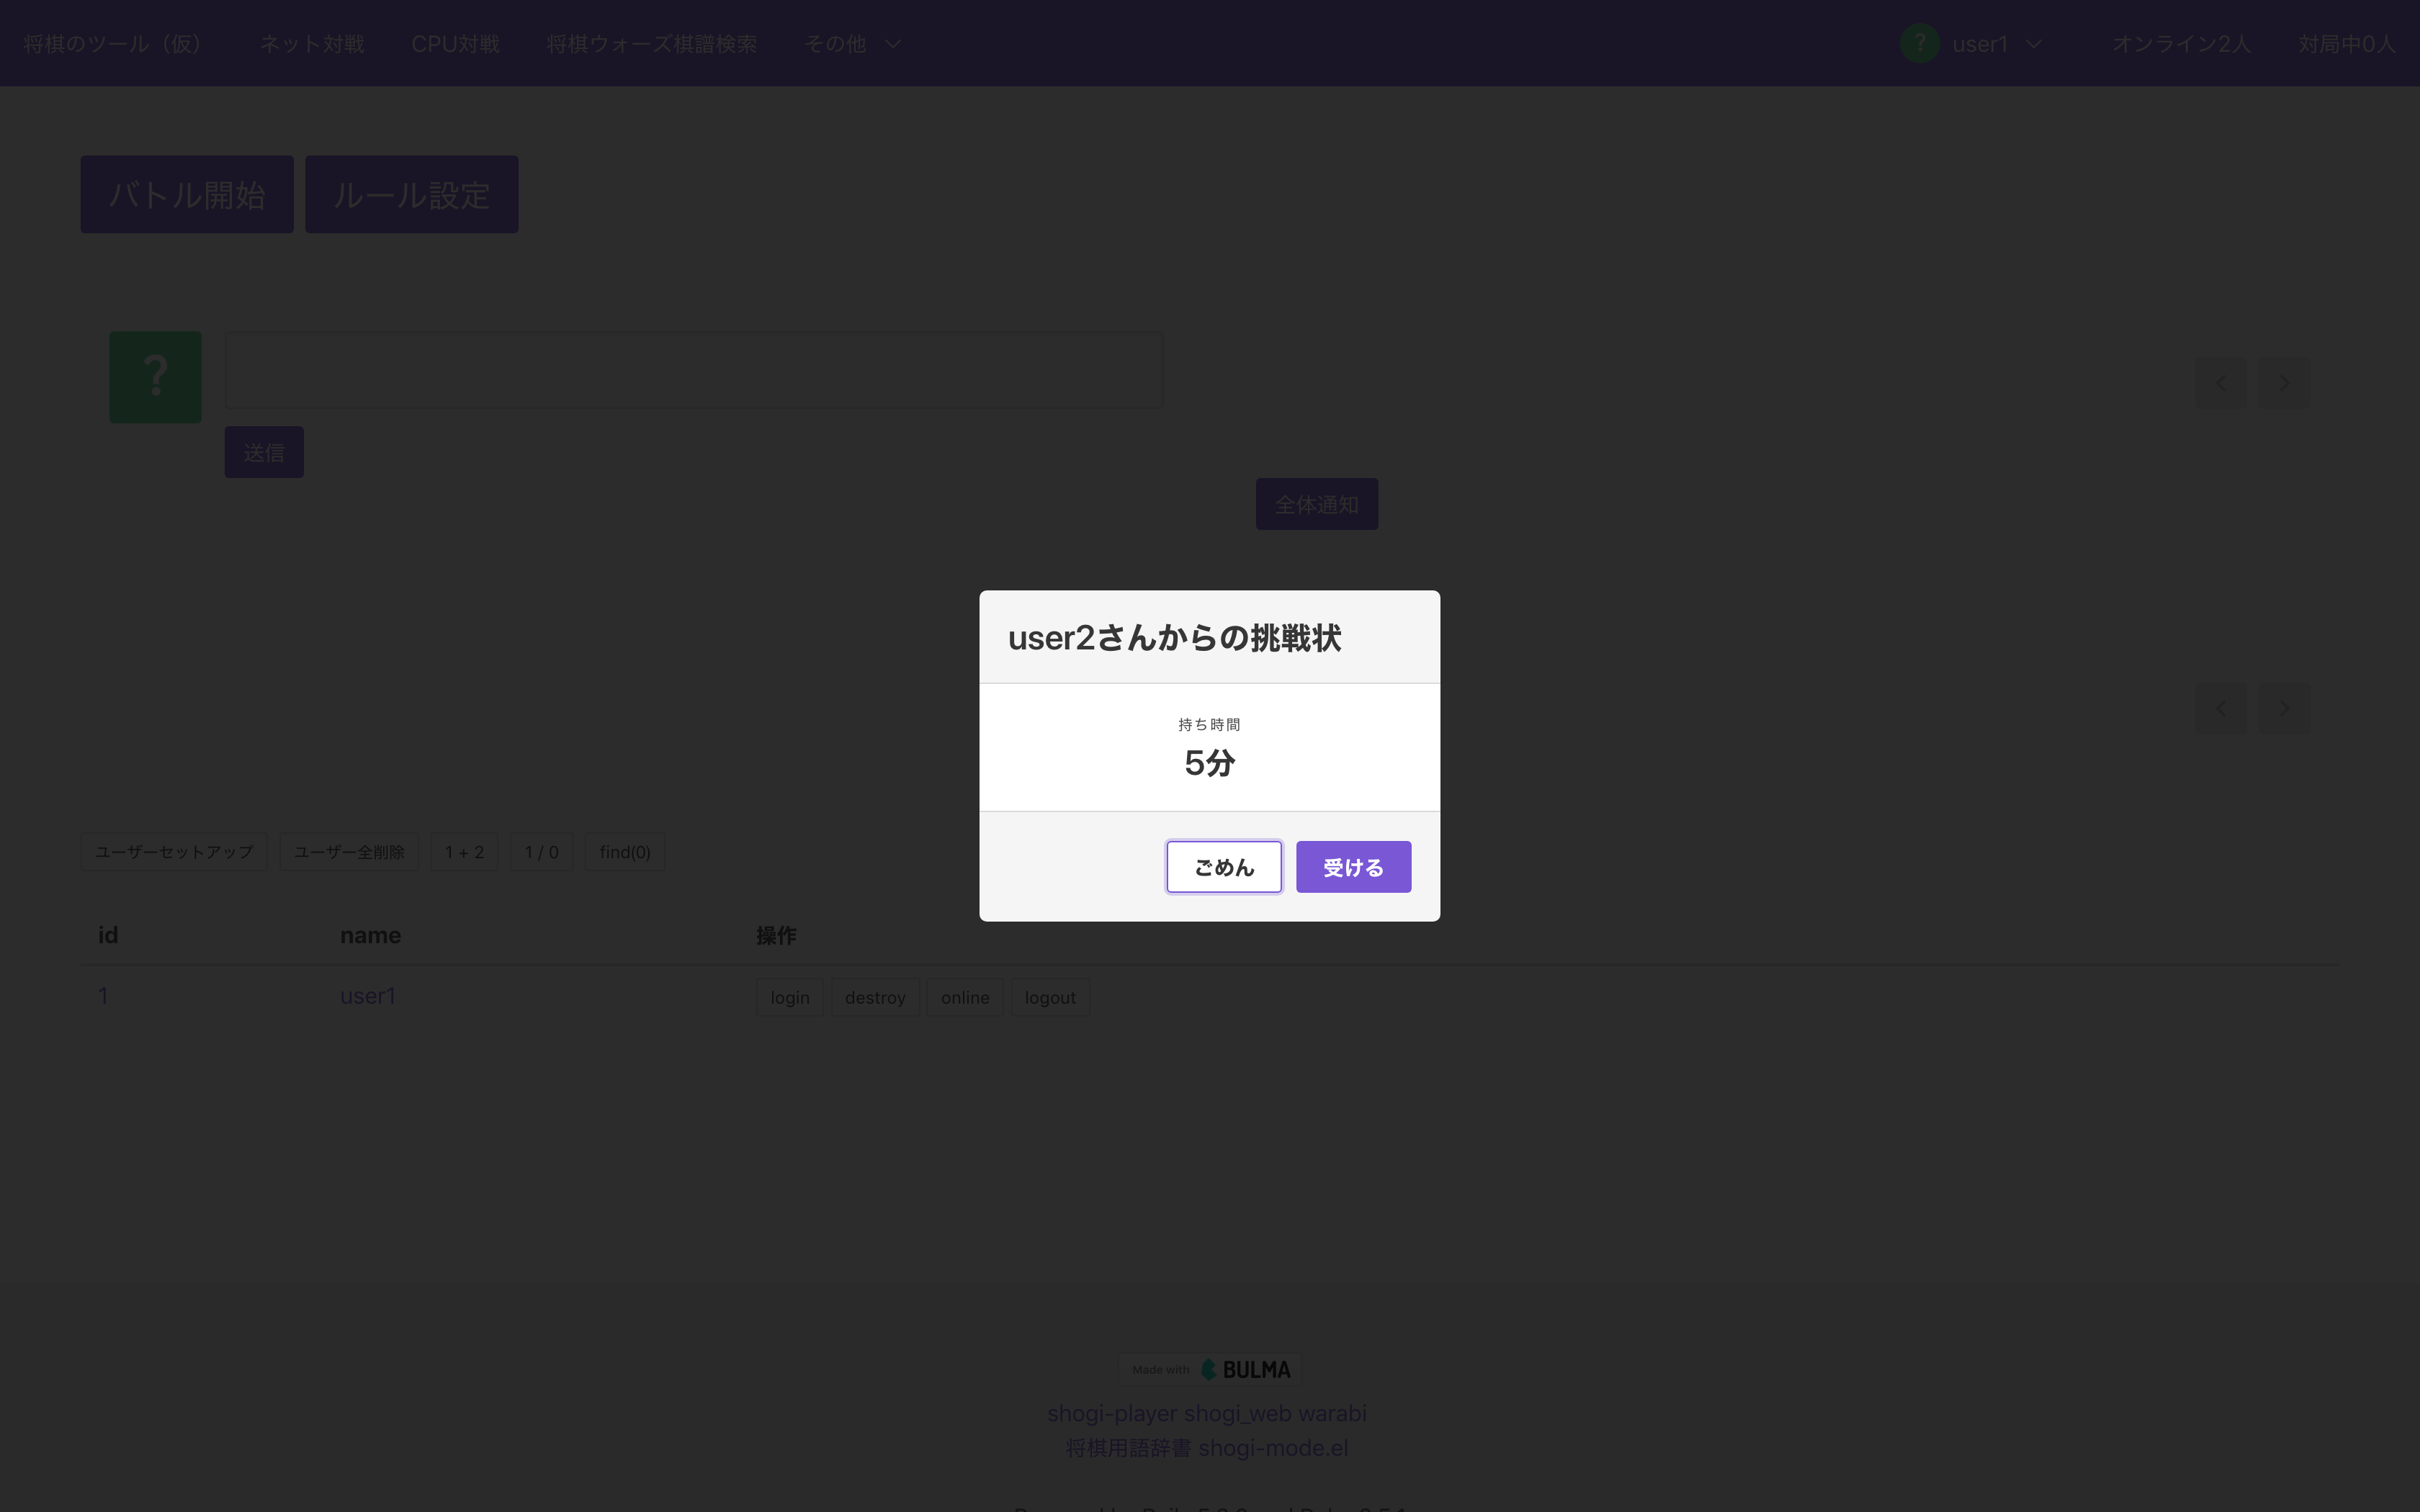 将棋のツール（仮） ネット対戦 CPU対戦 将棋ウォーズ棋譜検索 その他 ? user1 オンライン2人 対局中0人
バトル開始 ルール設定
?
送信
全体通知
user2さんからの挑戦状
持ち時間
5分
ごめん 受ける
ユーザーセットアップ ユーザー全削除 1 + 2 1 / 0 find(0)
id name 操作
1 user1 login destroy online logout
Made with BULMA
shogi-player shogi_web warabi
将棋用語辞書 shogi-mode.el